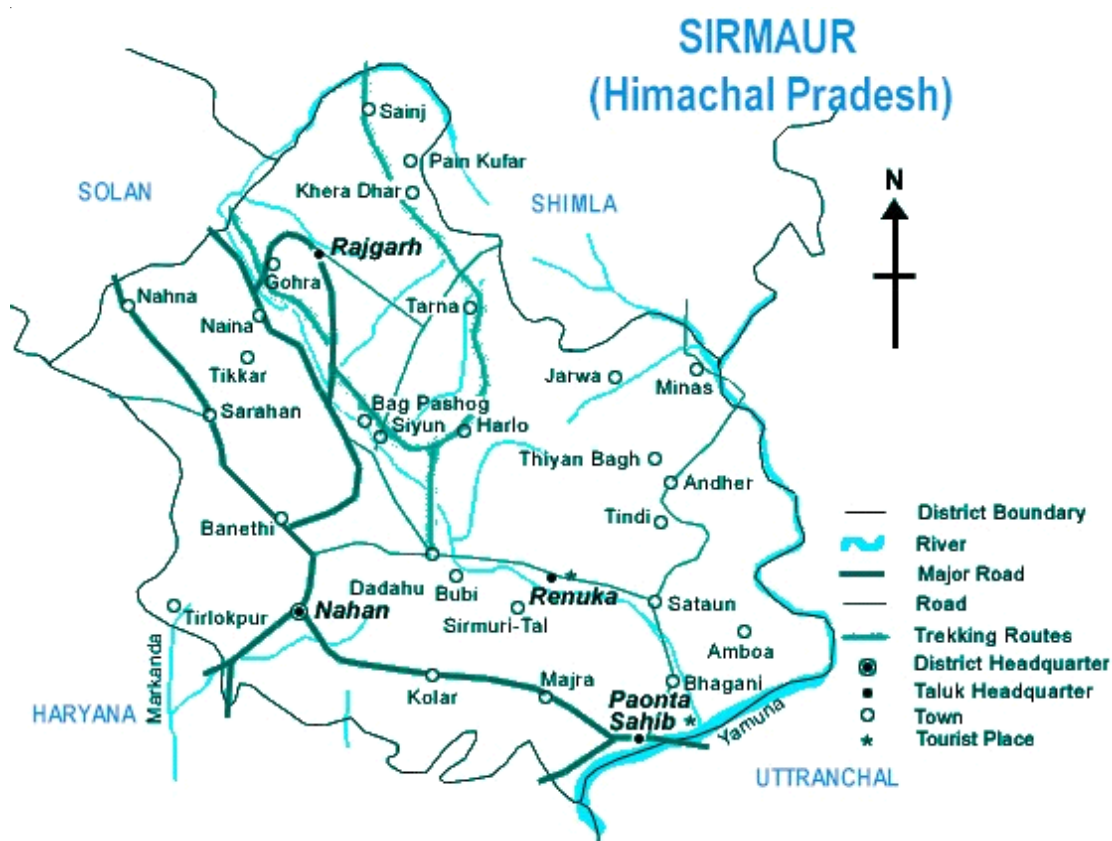 SIRMAUR
(Himachal Pradesh)
Sainj
Pain Kufar
N
SOLAN
Khera Dhar
SHIMLA
Rajgarh
Gohra
Nahna
Tarna
Naina
Tikkar
Jarwa
Minas
Sarahan
Bag Pashog
Siyun
Harlo
Thiyan Bagh
Andher
Tindi
Banethi
District Boundary
River
Major Road
Road
Trekking Routes
District Headquarter
Taluk Headquarter
Town
Tourist Place
Dadahu
Bubi
Renuka
Tirlokpur
Nahan
Sirmuri-Tal
Sataun
Amboa
Markanda
Kolar
Majra
Bhagani
HARYANA
Paonta
Sahib
Yamuna
UTTRANCHAL